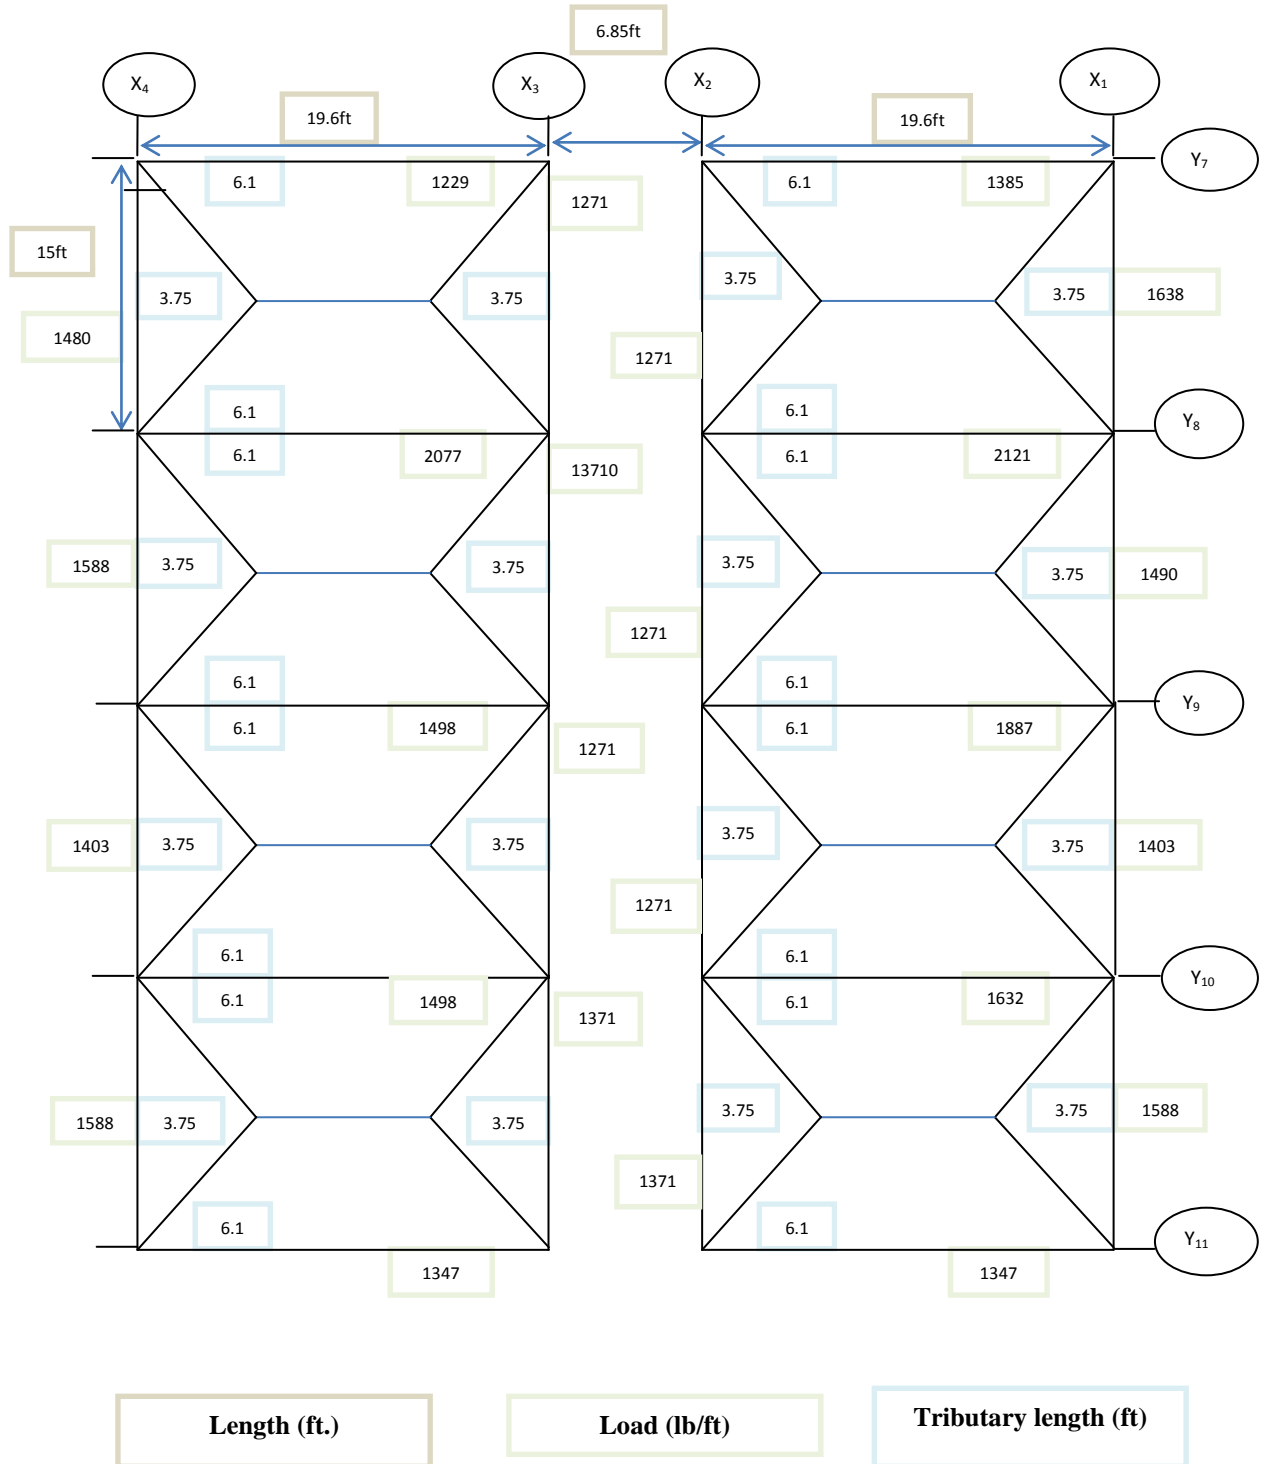 6.85ft
X4 X3 X2 X1
19.6ft 19.6ft
Y7
6.1 1229 1271 6.1 1385
15ft
3.75 3.75 3.75 3.75 1638
1480 1271
6.1 6.1
Y8
6.1 2077 13710 6.1 2121
1588 3.75 3.75 3.75 3.75 1490
1271
6.1 6.1
Y9
6.1 1498 1271 6.1 1887
1403 3.75 3.75 3.75 3.75 1403
1271
6.1 6.1
Y10
6.1 1498 1371 6.1 1632
1588 3.75 3.75 3.75 3.75 1588
1371
6.1 6.1
Y11
1347 1347
Length (ft.) Load (lb/ft) Tributary length (ft)